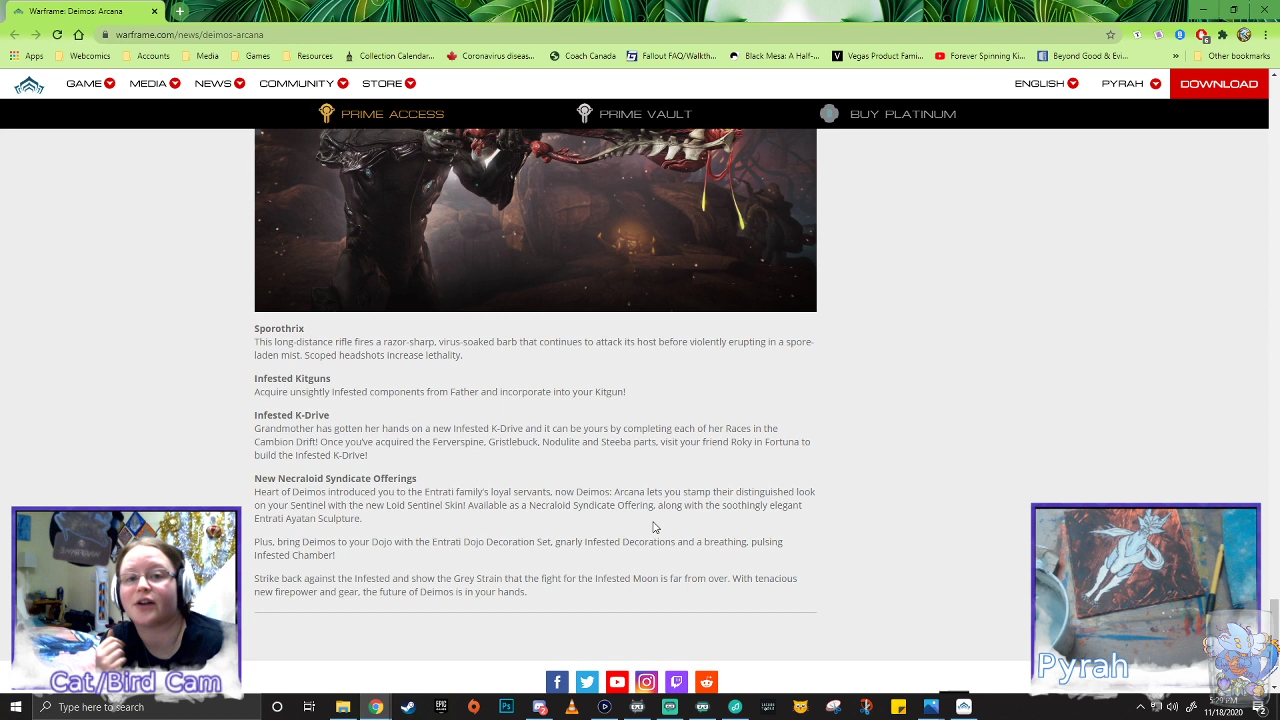 Warframe: Deimos: Arcana
warframe.com/news/deimos-arcana
6
Apps
Webcomics
Accounts
Media
Games
Resources
Collection Calendar...
Coronavirus diseas...
Coach Canada
Fallout FAQ/Walkth...
Black Mesa: A Half-...
Vegas Product Fami...
Forever Spinning Ki...
Beyond Good & Evi...
»
Other bookmarks
GAME
MEDIA
NEWS
COMMUNITY
STORE
ENGLISH
PYRAH
DOWNLOAD
PRIME ACCESS
PRIME VAULT
BUY PLATINUM
Sporothrix
This long-distance rifle fires a razor-sharp, virus-soaked barb that continues to attack its host before violently erupting in a spore-
laden mist. Scoped headshots increase lethality.
Infested Kitguns
Acquire unsightly Infested components from Father and incorporate into your Kitgun!
Infested K-Drive
Grandmother has gotten her hands on a new Infested K-Drive and it can be yours by completing each of her Races in the
Cambion Drift! Once you've acquired the Ferverspine, Gristlebuck, Nodulite and Steeba parts, visit your friend Roky in Fortuna to
build the Infested K-Drive!
New Necraloid Syndicate Offerings
Heart of Deimos introduced you to the Entrati family's loyal servants, now Deimos: Arcana lets you stamp their distinguished look
on your Sentinel with the new Loid Sentinel Skin! Available as a Necraloid Syndicate Offering, along with the soothingly elegant
Entrati Ayatan Sculpture.
Plus, bring Deimos to your Dojo with the Entrati Dojo Decoration Set, gnarly Infested Decorations and a breathing, pulsing
Infested Chamber!
Strike back against the Infested and show the Grey Strain that the fight for the Infested Moon is far from over. With tenacious
new firepower and gear, the future of Deimos is in your hands.
Cat/Bird Cam
Pyrah
Type here to search
5:29 PM
11/18/2020